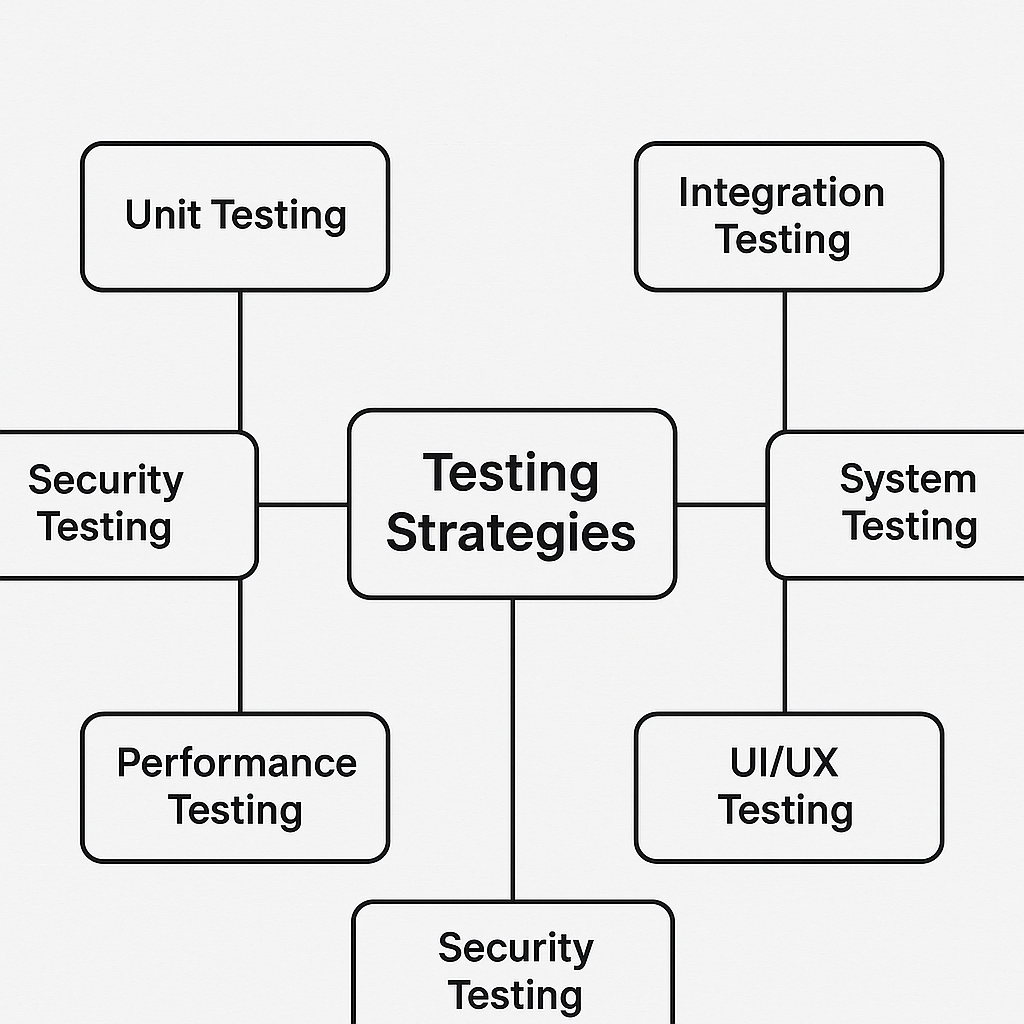 Unit Testing
Integration
Testing
Security
Testing
Testing
Strategies
System
Testing
Performance
Testing
UI/UX
Testing
Security
Testing